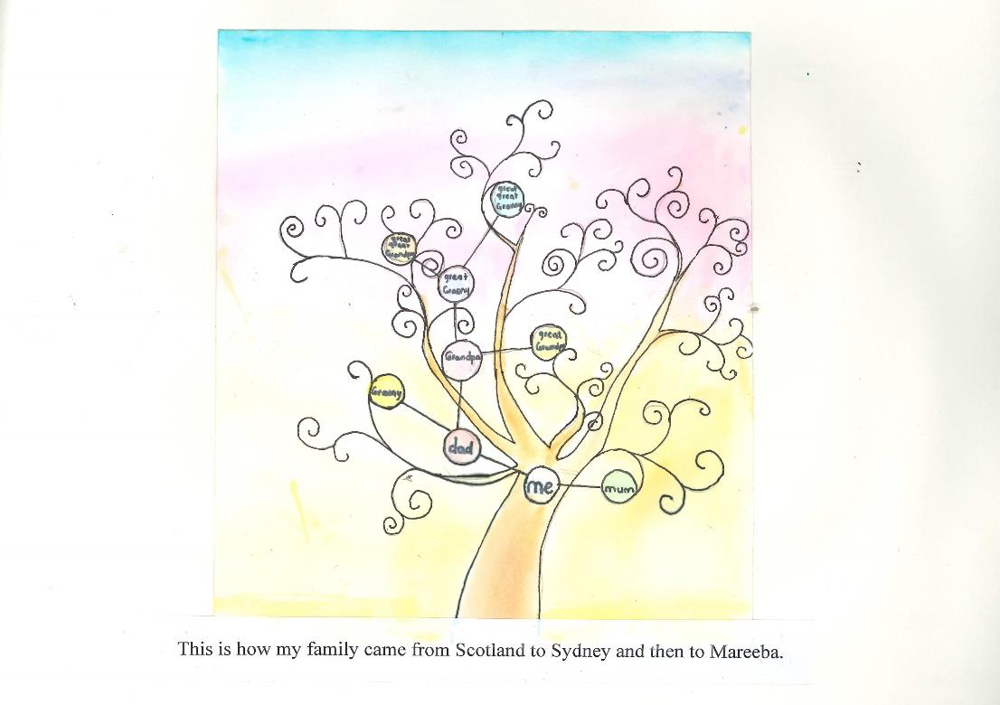 great
great
Granny
great
great
Grandpa
great
Granny
great
Grandpa
Grandpa
Granny
dad
me
mum
This is how my family came from Scotland to Sydney and then to Mareeba.